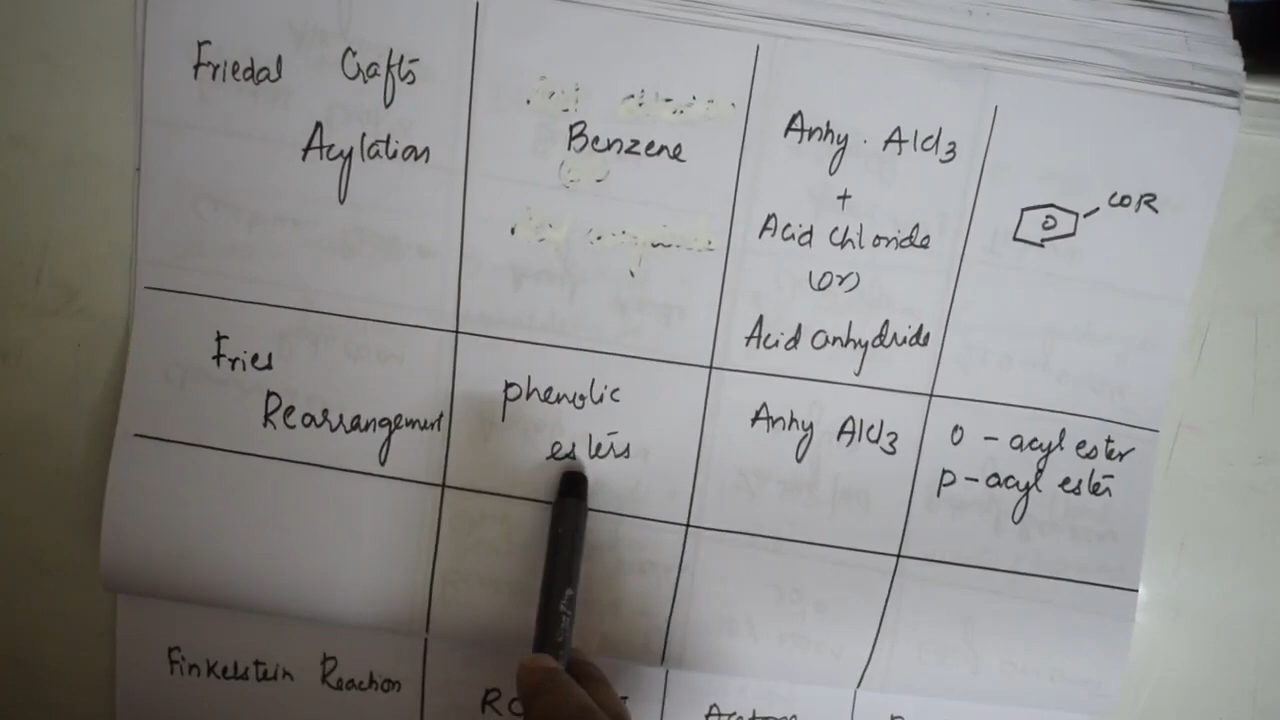 Friedal Crafts
Acylation
Benzene
Anhy. AlCl3
+
Acid chloride
(or)
Acid anhydride
COR
Fries
Rearrangement
phenolic
esters
Anhy AlCl3
o - acyl ester
p - acyl ester
Finkelstein Reaction